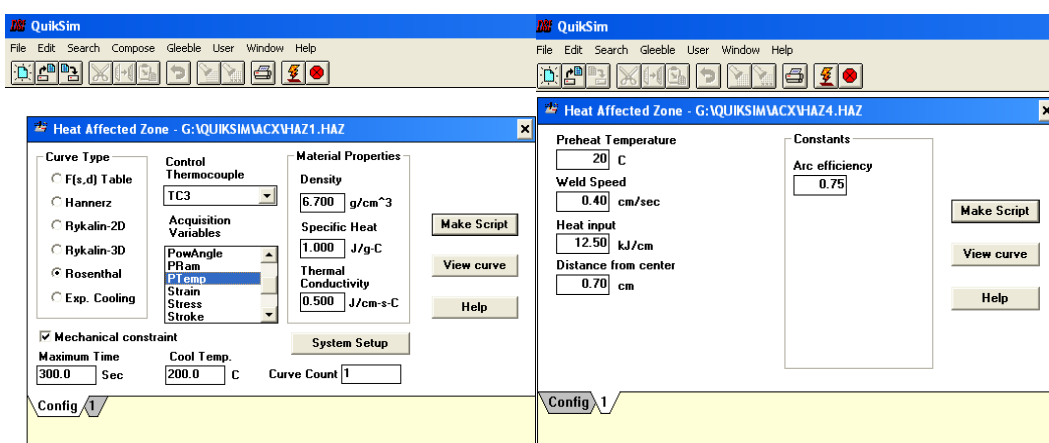 QuikSim
File Edit Search Compose Gleeble User Window Help
Heat Affected Zone - G:\QUIKSIM\ACX\HAZ1.HAZ
Curve Type
F(s,d) Table
Hannerz
Rykalin-2D
Rykalin-3D
Rosenthal
Exp. Cooling
Control
Thermocouple
TC3
Acquisition
Variables
PowAngle
PRam
PTemp
Strain
Stress
Stroke
Material Properties
Density
6.700 g/cm^3
Specific Heat
1.000 J/g-C
Thermal
Conductivity
0.500 J/cm-s-C
Make Script
View curve
Help
Mechanical constraint
System Setup
Maximum Time
300.0 Sec
Cool Temp.
200.0 C
Curve Count 1
Config 1
QuikSim
File Edit Search Gleeble User Window Help
Heat Affected Zone - G:\QUIKSIM\ACX\HAZ4.HAZ
Preheat Temperature
20 C
Weld Speed
0.40 cm/sec
Heat input
12.50 kJ/cm
Distance from center
0.70 cm
Constants
Arc efficiency
0.75
Make Script
View curve
Help
Config 1